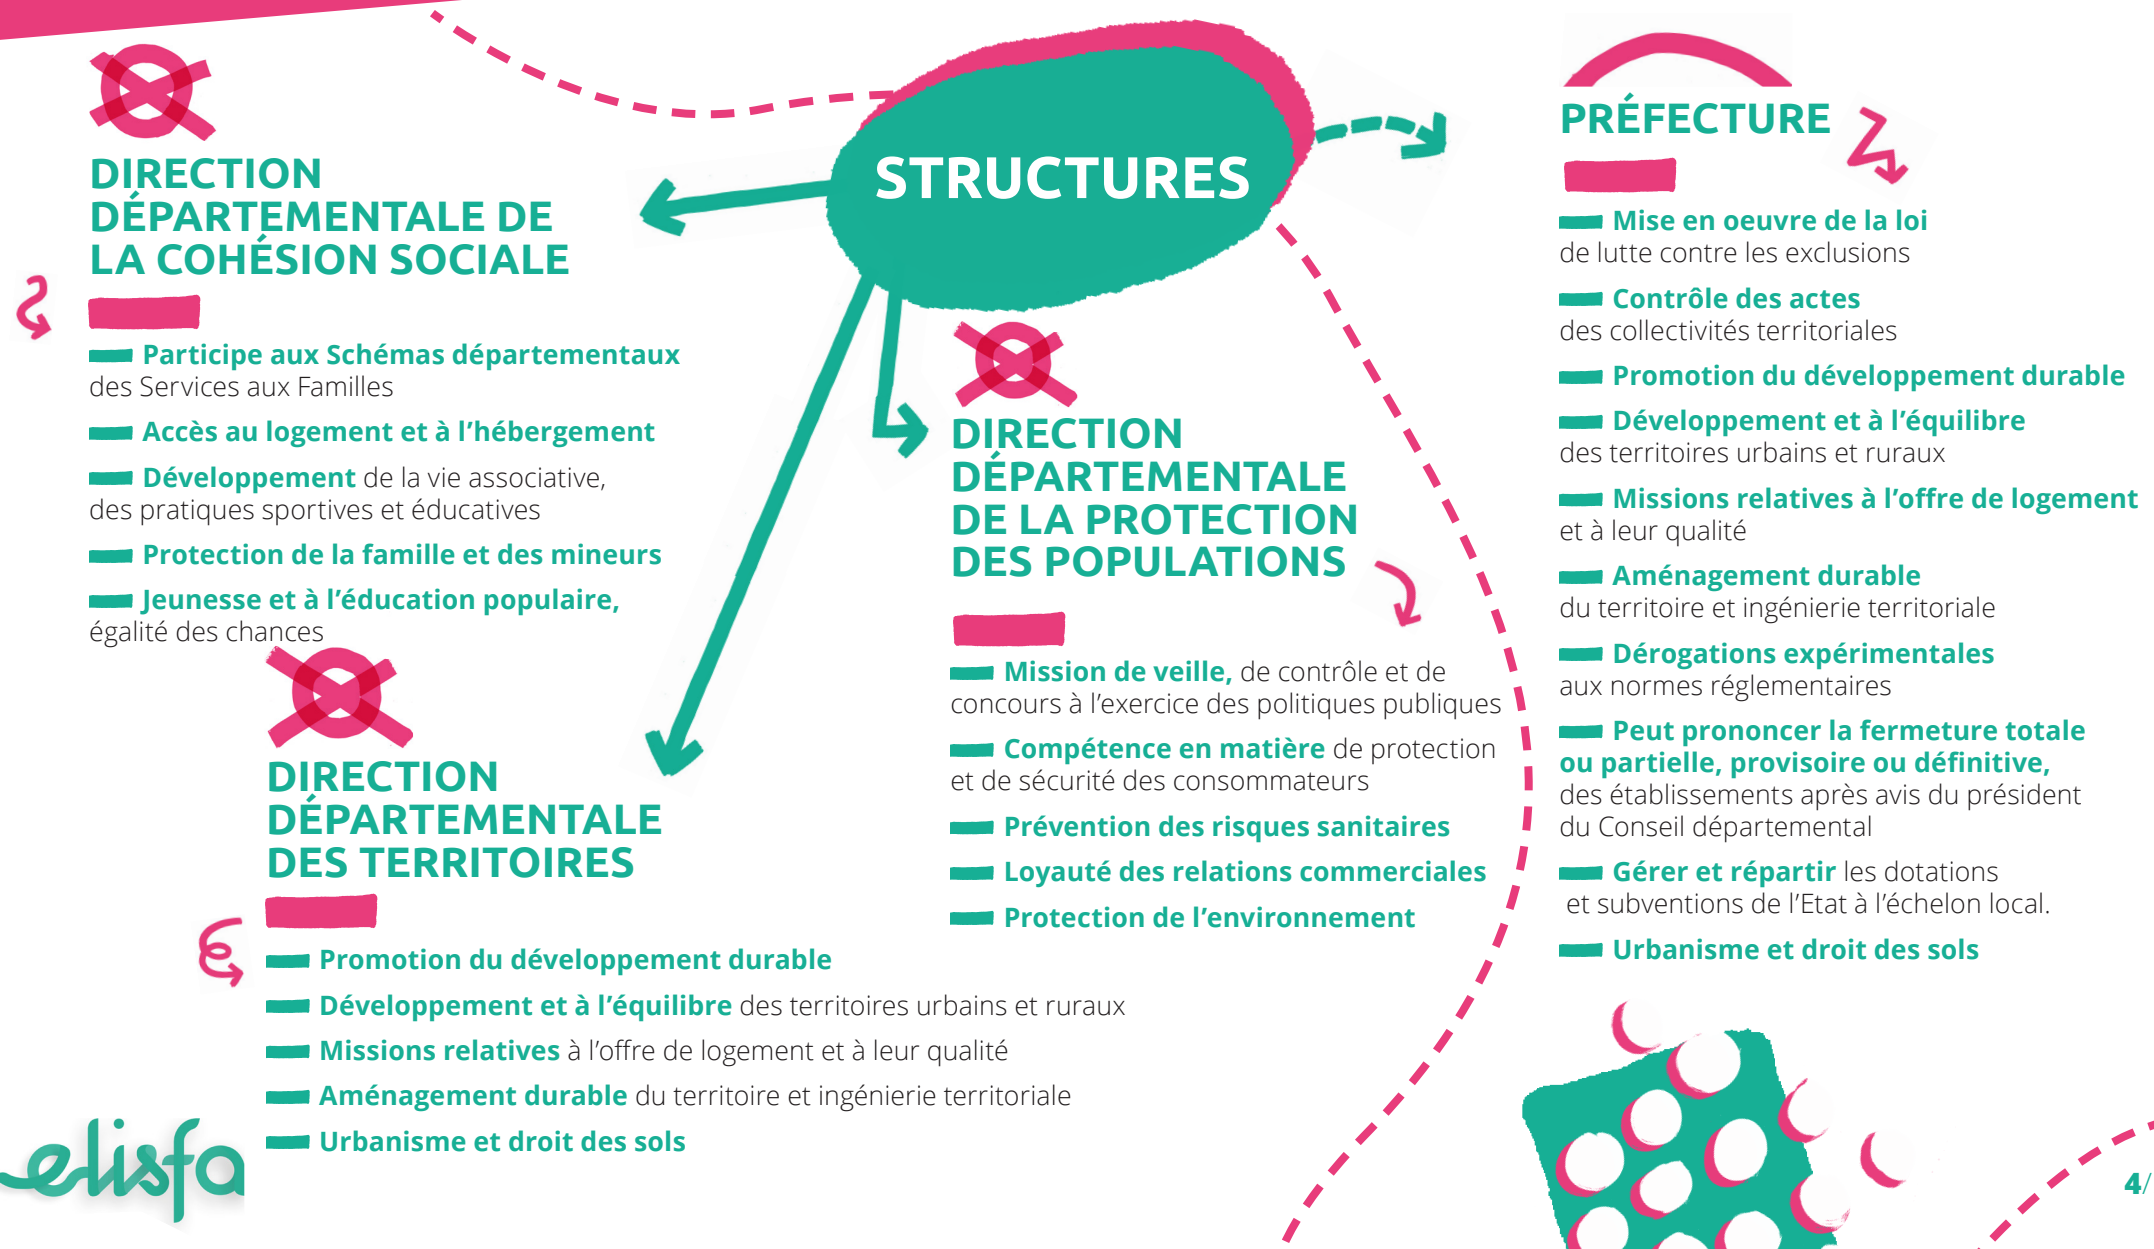 STRUCTURES
DIRECTION
DÉPARTEMENTALE DE
LA COHÉSION SOCIALE
Participe aux Schémas départementaux
des Services aux Familles
Accès au logement et à l’hébergement
Développement de la vie associative,
des pratiques sportives et éducatives
Protection de la famille et des mineurs
Jeunesse et à l’éducation populaire,
égalité des chances
DIRECTION
DÉPARTEMENTALE
DES TERRITOIRES
Promotion du développement durable
Développement et à l’équilibre des territoires urbains et ruraux
Missions relatives à l’offre de logement et à leur qualité
Aménagement durable du territoire et ingénierie territoriale
Urbanisme et droit des sols
DIRECTION
DÉPARTEMENTALE
DE LA PROTECTION
DES POPULATIONS
Mission de veille, de contrôle et de
concours à l’exercice des politiques publiques
Compétence en matière de protection
et de sécurité des consommateurs
Prévention des risques sanitaires
Loyauté des relations commerciales
Protection de l’environnement
PRÉFECTURE
Mise en oeuvre de la loi
de lutte contre les exclusions
Contrôle des actes
des collectivités territoriales
Promotion du développement durable
Développement et à l’équilibre
des territoires urbains et ruraux
Missions relatives à l’offre de logement
et à leur qualité
Aménagement durable
du territoire et ingénierie territoriale
Dérogations expérimentales
aux normes réglementaires
Peut prononcer la fermeture totale
ou partielle, provisoire ou définitive,
des établissements après avis du président
du Conseil départemental
Gérer et répartir les dotations
et subventions de l’Etat à l’échelon local.
Urbanisme et droit des sols
elisfa
4/